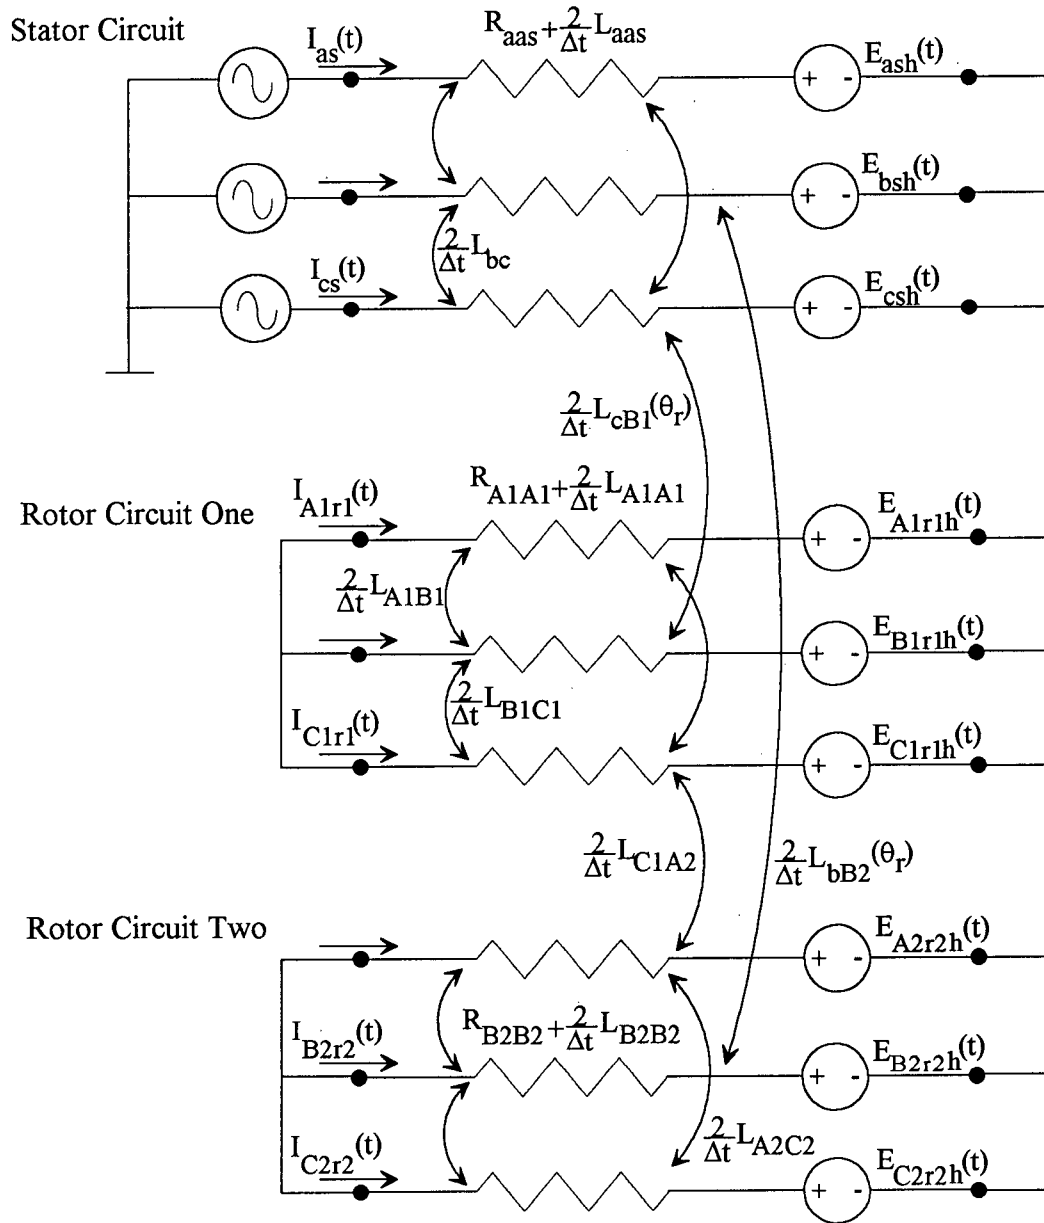 Stator Circuit
I_as(t)
R_aas + 2/Δt L_aas
+ -
E_ash(t)
+ -
E_bsh(t)
2/Δt L_bc
I_cs(t)
+ -
E_csh(t)
2/Δt L_cB1(θ_r)
Rotor Circuit One
I_A1r1(t)
R_A1A1 + 2/Δt L_A1A1
+ -
E_A1r1h(t)
2/Δt L_A1B1
+ -
E_B1r1h(t)
2/Δt L_B1C1
I_C1r1(t)
+ -
E_C1r1h(t)
2/Δt L_C1A2
2/Δt L_bB2(θ_r)
Rotor Circuit Two
+ -
E_A2r2h(t)
I_B2r2(t)
R_B2B2 + 2/Δt L_B2B2
+ -
E_B2r2h(t)
2/Δt L_A2C2
I_C2r2(t)
+ -
E_C2r2h(t)